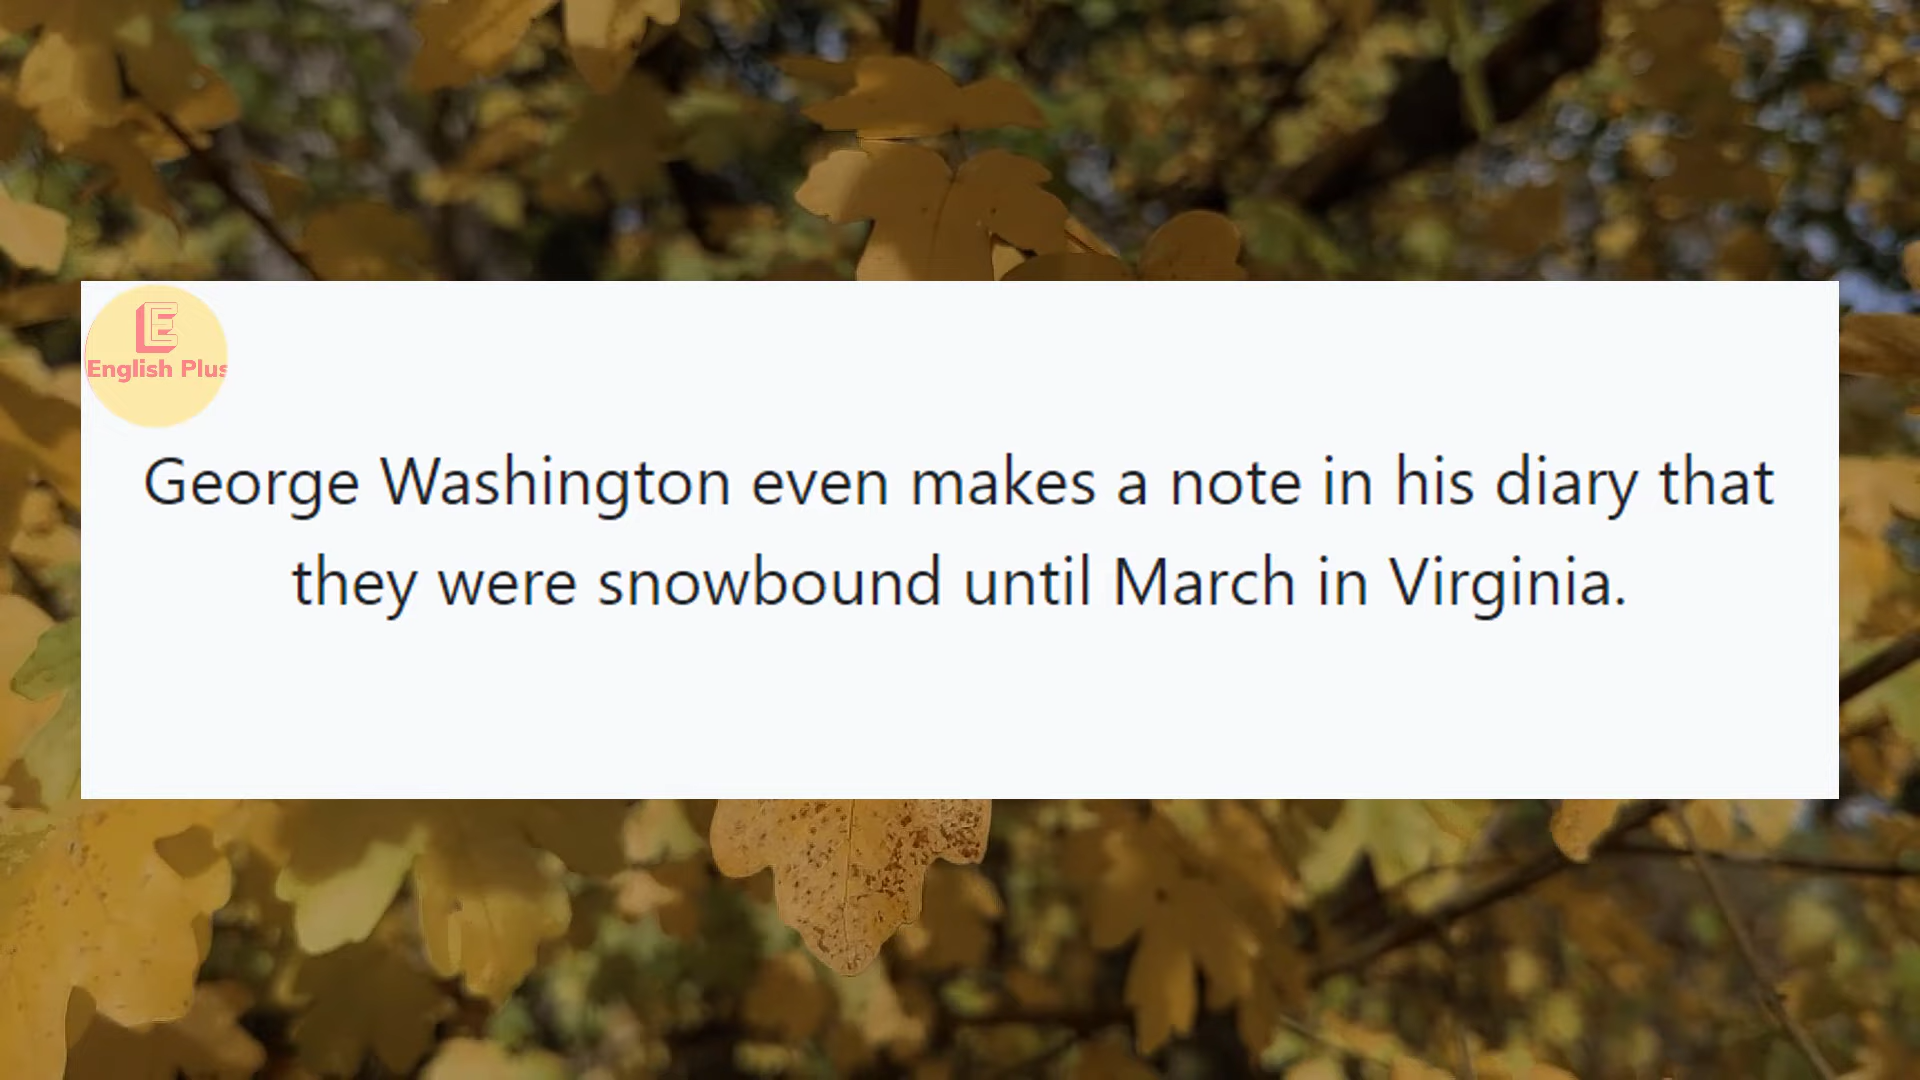 E
English Plus
George Washington even makes a note in his diary that
they were snowbound until March in Virginia.